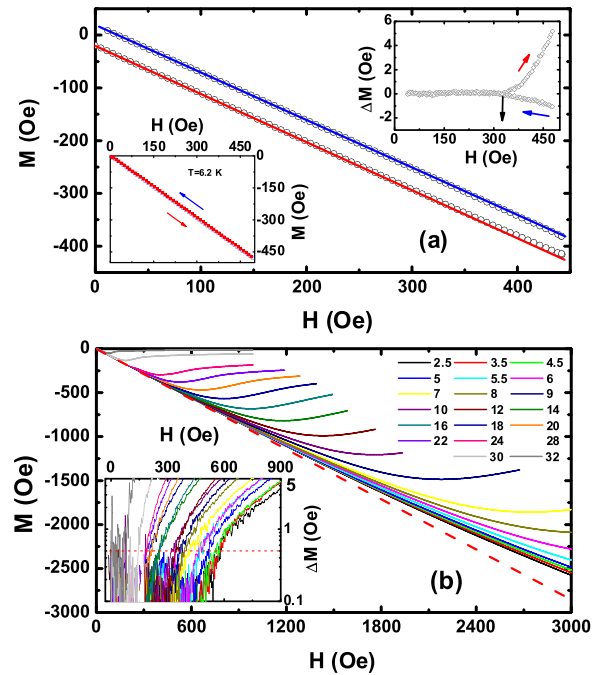 0
-100
-200
-300
-400
M (Oe)
0 100 200 300 400
H (Oe)
(a)
6
4
2
0
-2
ΔM (Oe)
0 150 300 450
H (Oe)
H (Oe)
0 150 300 450
T=6.2 K
0
-150
-300
-450
M (Oe)
0
-500
-1000
-1500
-2000
-2500
-3000
M (Oe)
0 600 1200 1800 2400 3000
H (Oe)
(b)
2.5 3.5 4.5
5 5.5 6
7 8 9
10 12 14
16 18 20
22 24 28
30 32
H (Oe)
0 300 600 900
5
1
0.1
ΔM (Oe)